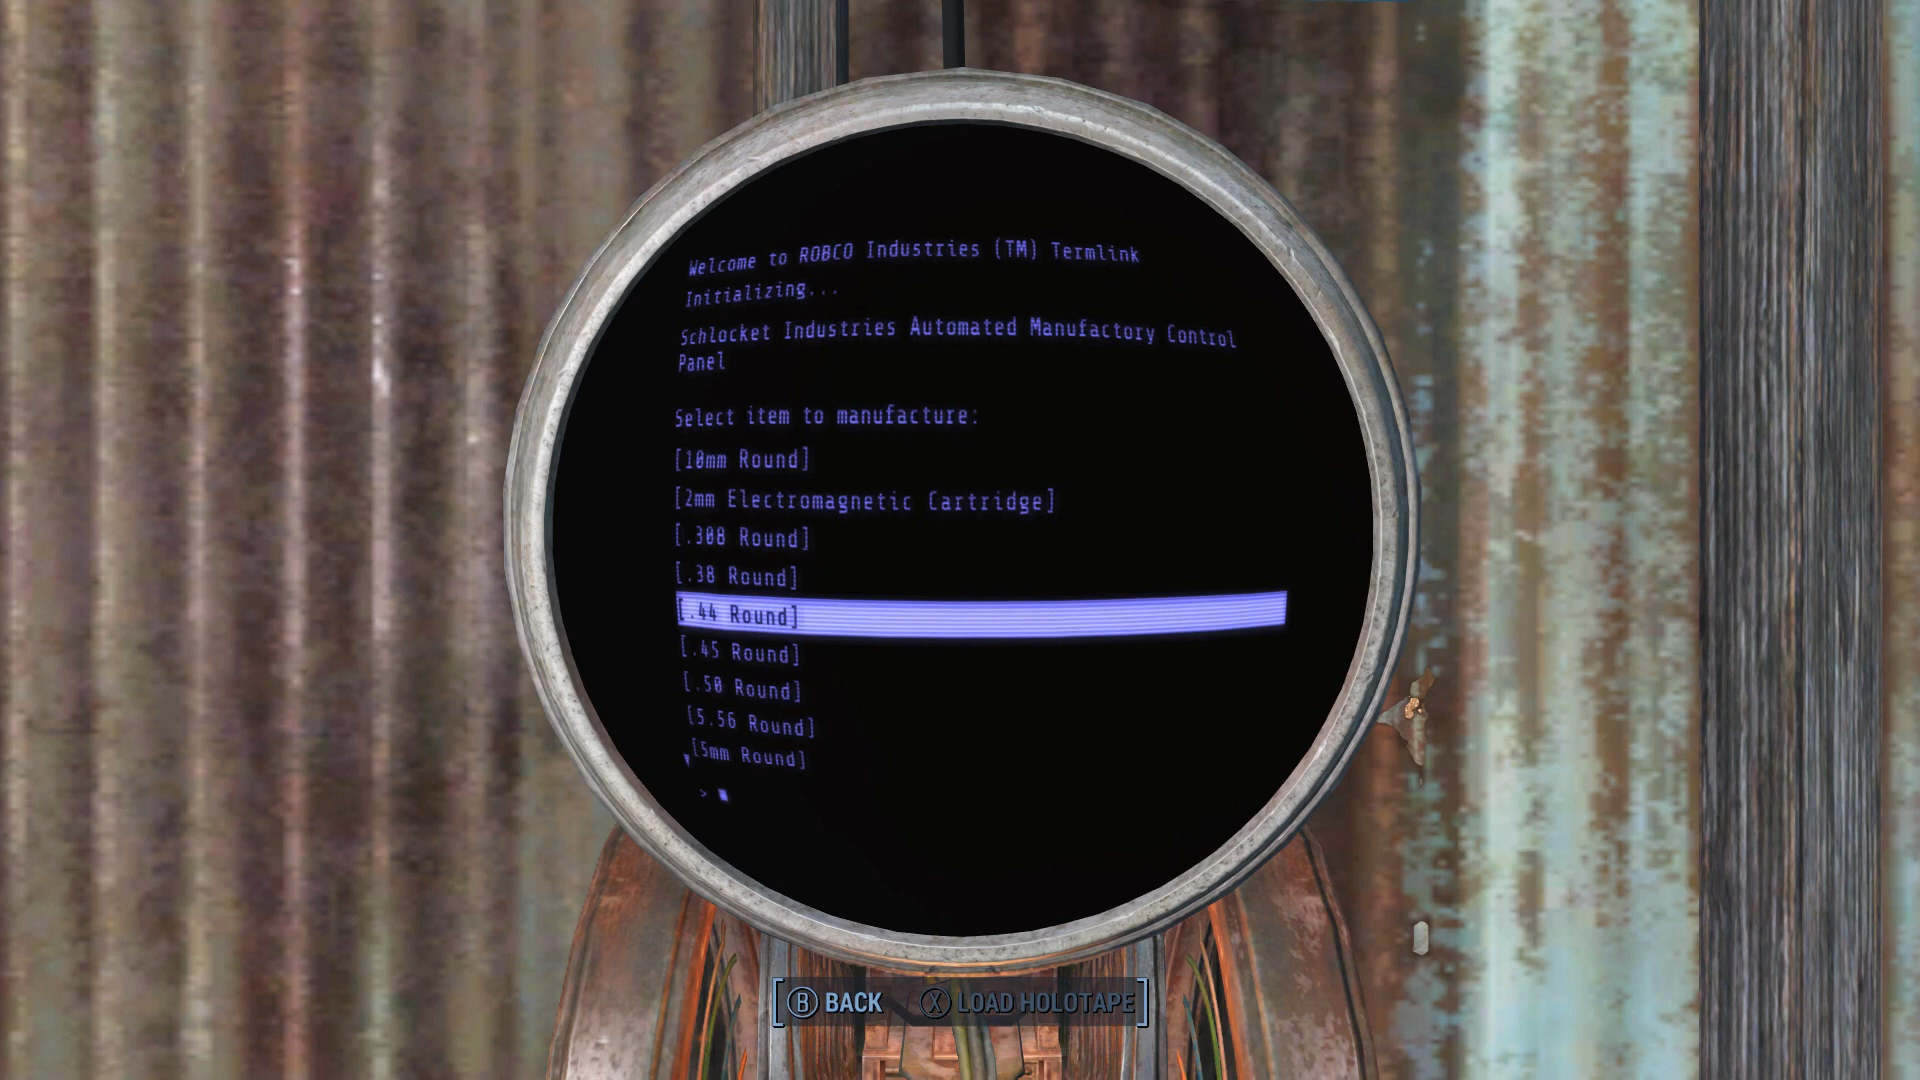 Welcome to ROBCO Industries (TM) Termlink
Initializing...
Schlocket Industries Automated Manufactory Control
Panel
Select item to manufacture:
[10mm Round]
[2mm Electromagnetic Cartridge]
[.308 Round]
[.38 Round]
[.44 Round]
[.45 Round]
[.50 Round]
[5.56 Round]
[5mm Round]
>
[Ⓑ BACK Ⓧ LOAD HOLOTAPE]